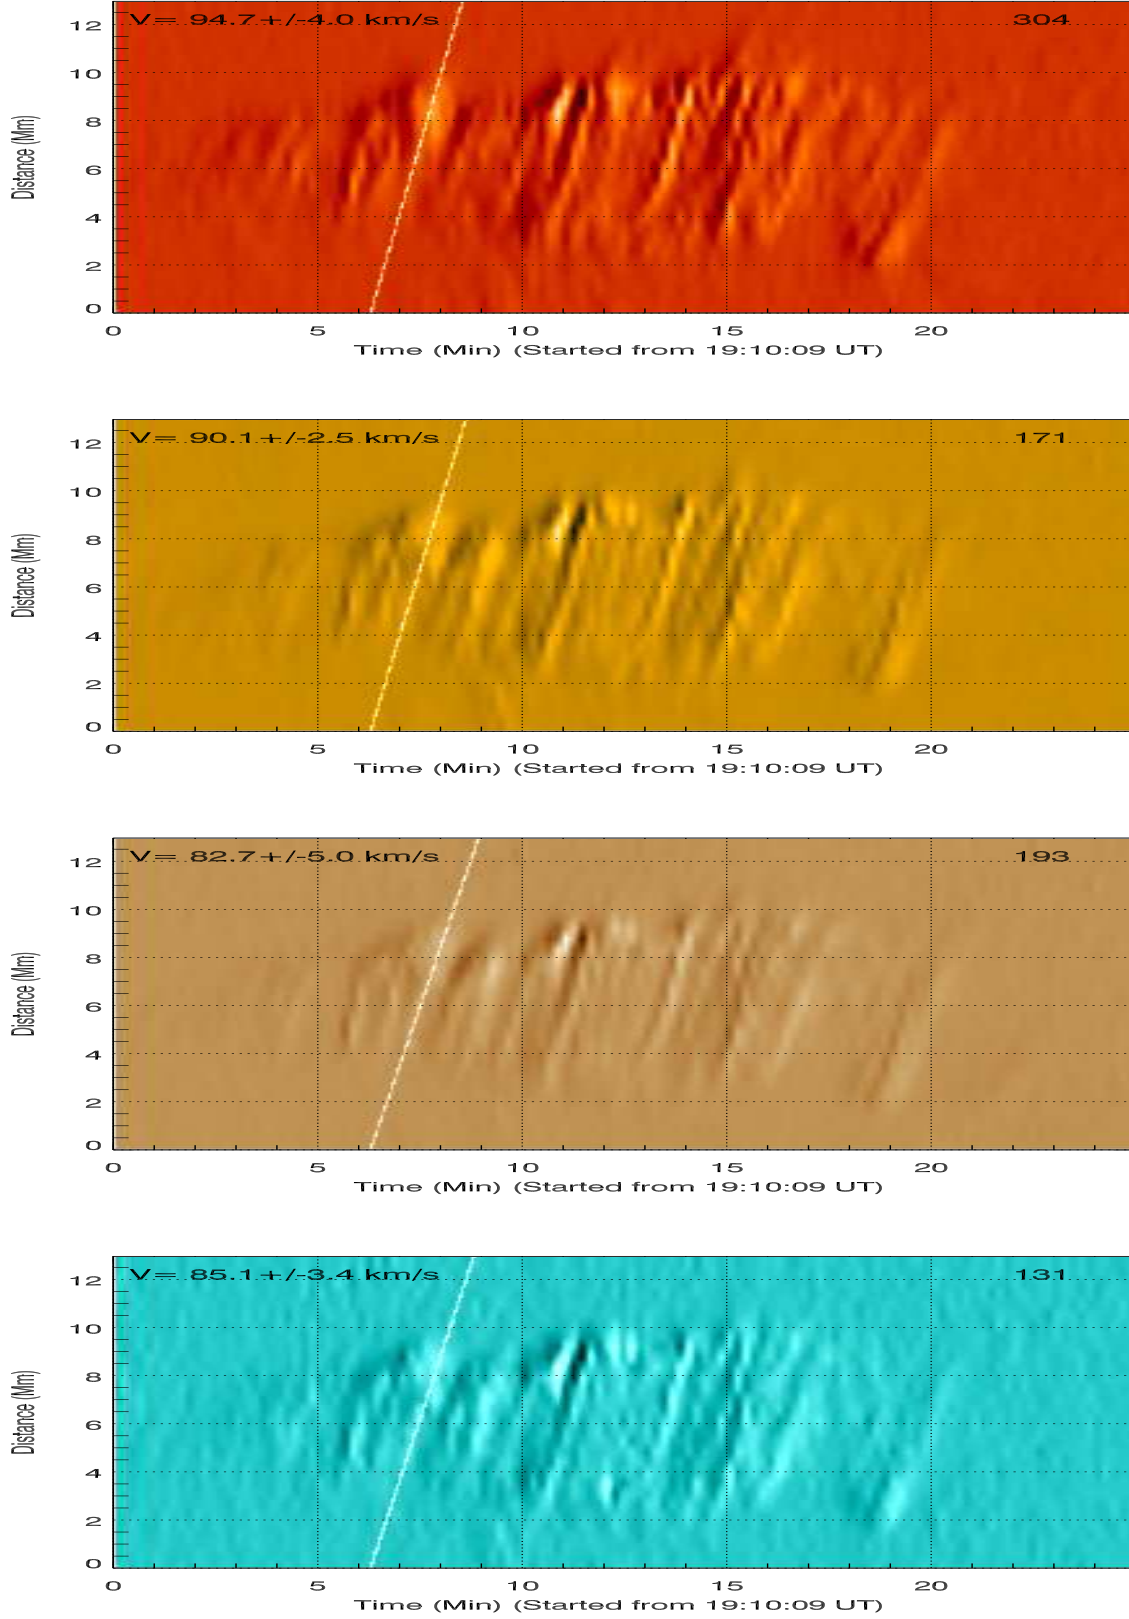 V= 94.7+/-4.0 km/s 304
12
10
8
6
4
2
0
Distance (Mm)
0 5 10 15 20
Time (Min) (Started from 19:10:09 UT)
V= 90.1+/-2.5 km/s 171
12
10
8
6
4
2
0
Distance (Mm)
0 5 10 15 20
Time (Min) (Started from 19:10:09 UT)
V= 82.7+/-5.0 km/s 193
12
10
8
6
4
2
0
Distance (Mm)
0 5 10 15 20
Time (Min) (Started from 19:10:09 UT)
V= 85.1+/-3.4 km/s 131
12
10
8
6
4
2
0
Distance (Mm)
0 5 10 15 20
Time (Min) (Started from 19:10:09 UT)